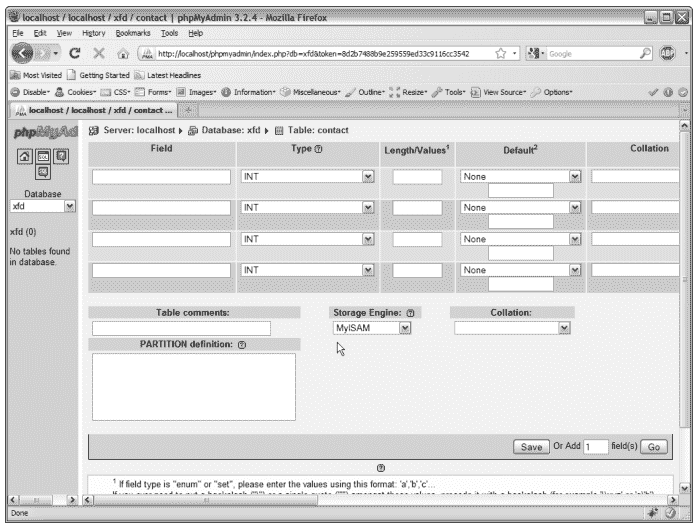 localhost / localhost / xfd / contact | phpMyAdmin 3.2.4 - Mozilla Firefox
File Edit View History Bookmarks Tools Help
http://localhost/phpmyadmin/index.php?db=xfd&token=8d2b7488b9e259559ed33c9116cc3542
Google
Most Visited Getting Started Latest Headlines
Disable Cookies CSS Forms Images Information Miscellaneous Outline Resize Tools View Source Options
localhost / localhost / xfd / contact ...
phpMyAd
Server: localhost Database: xfd Table: contact
Field Type Length/Values1 Default2 Collation
INT None
INT None
INT None
INT None
Database
xfd
xfd (0)
No tables found
in database.
Table comments: Storage Engine: Collation:
MyISAM
PARTITION definition:
Save Or Add 1 field(s) Go
1 If field type is "enum" or "set", please enter the values using this format: 'a','b','c'...
Done